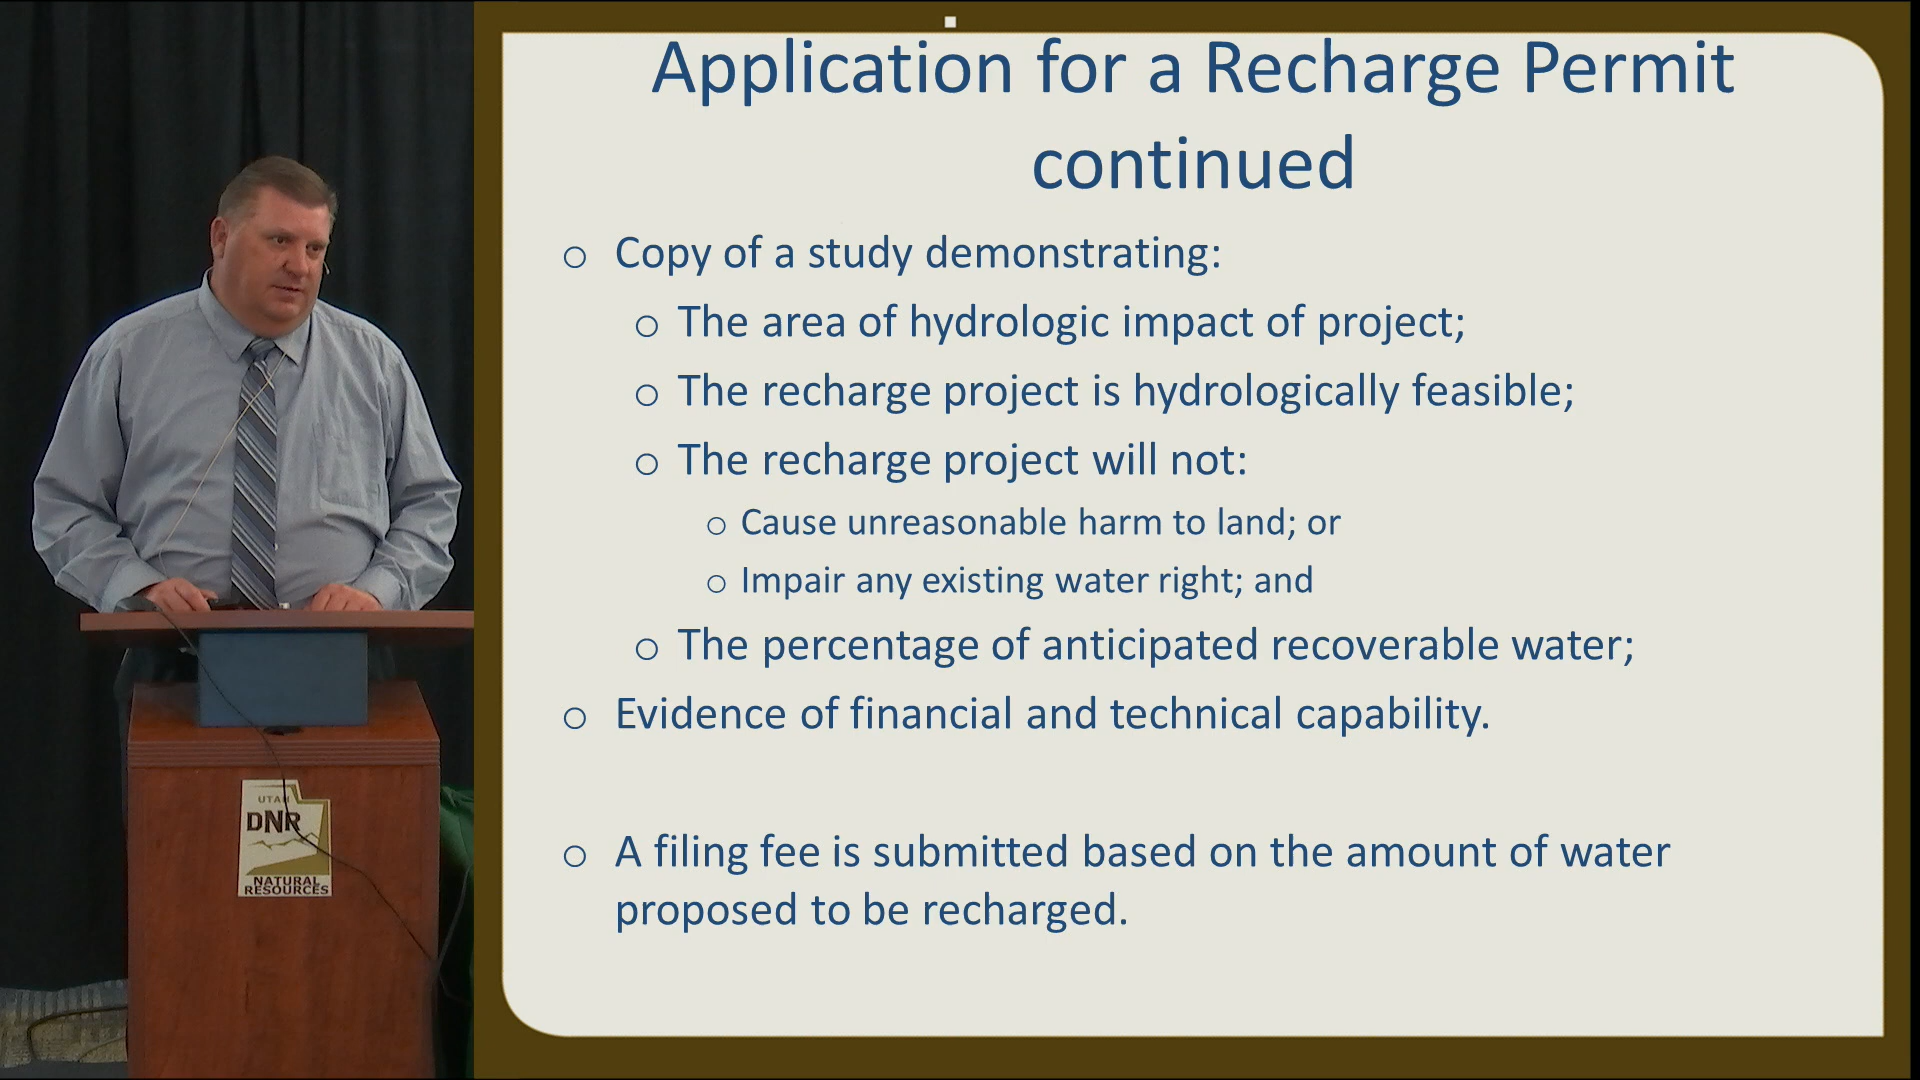 Application for a Recharge Permit
continued
○ Copy of a study demonstrating:
○ The area of hydrologic impact of project;
○ The recharge project is hydrologically feasible;
○ The recharge project will not:
○ Cause unreasonable harm to land; or
○ Impair any existing water right; and
○ The percentage of anticipated recoverable water;
○ Evidence of financial and technical capability.
○ A filing fee is submitted based on the amount of water
proposed to be recharged.
UTAH
DNR
NATURAL
RESOURCES